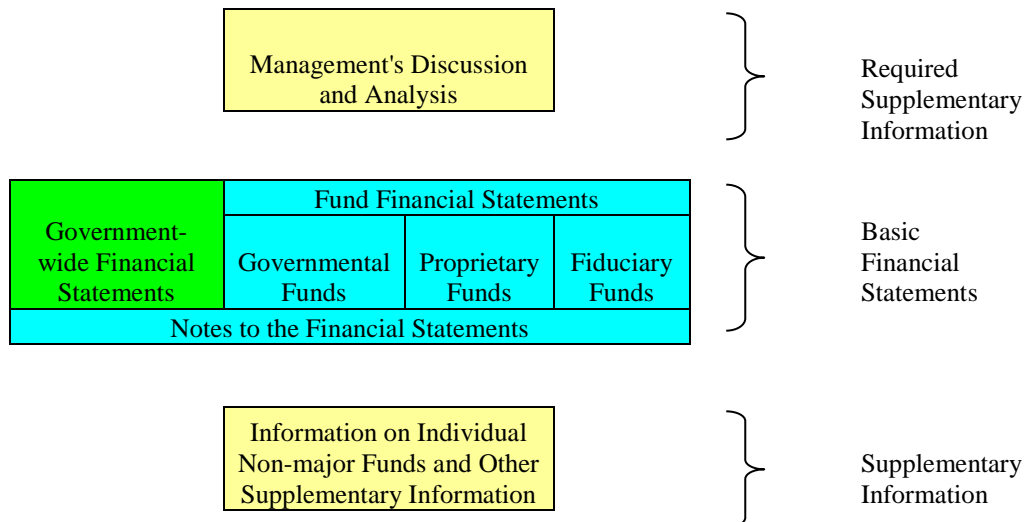 Management's Discussion
and Analysis
Required
Supplementary
Information
Fund Financial Statements
Government-
wide Financial
Statements
Governmental
Funds
Proprietary
Funds
Fiduciary
Funds
Notes to the Financial Statements
Basic
Financial
Statements
Information on Individual
Non-major Funds and Other
Supplementary Information
Supplementary
Information